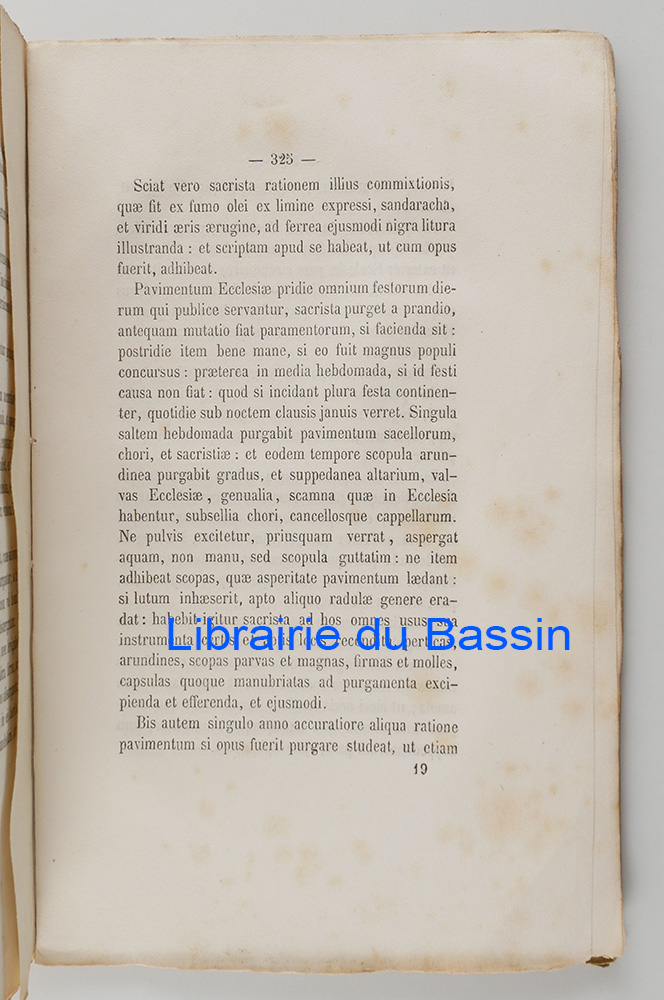 — 325 —
Sciat vero sacrista rationem illius commixtionis,
quæ fit ex fumo olei ex limine expressi, sandaracha,
et viridi æris ærugine, ad ferrea ejusmodi nigra litura
illustranda : et scriptam apud se habeat, ut cum opus
fuerit, adhibeat.
Pavimentum Ecclesiæ pridie omnium festorum die-
rum qui publice servantur, sacrista purget a prandio,
antequam mutatio fiat paramentorum, si facienda sit :
postridie item bene mane, si eo fuit magnus populi
concursus : præterea in media hebdomada, si id festi
causa non fiat : quod si incidant plura festa continen-
ter, quotidie sub noctem clausis januis verret. Singula
saltem hebdomada purgabit pavimentum sacellorum,
chori, et sacristiæ : et eodem tempore scopula arun-
dinea purgabit gradus, et suppedanea altarium, val-
vas Ecclesiæ, genualia, scamna quæ in Ecclesia
habentur, subsellia chori, cancellosque cappellarum.
Ne pulvis excitetur, priusquam verrat, aspergat
aquam, non manu, sed scopula guttatim : ne item
adhibeat scopas, quæ asperitate pavimentum lædant :
si lutum inhæserit, apto aliquo radulæ genere era-
dat : habebit igitur sacrisia ad hos omnes usus sua
instrumenta certis locis perticas,
arundines, scopas parvas et magnas, firmas et molles,
capsulas quoque manubriatas ad purgamenta exci-
pienda et efferenda, et ejusmodi.
Bis autem singulo anno accuratiore aliqua ratione
pavimentum si opus fuerit purgare studeat, ut etiam
19
Librairie du Bassin